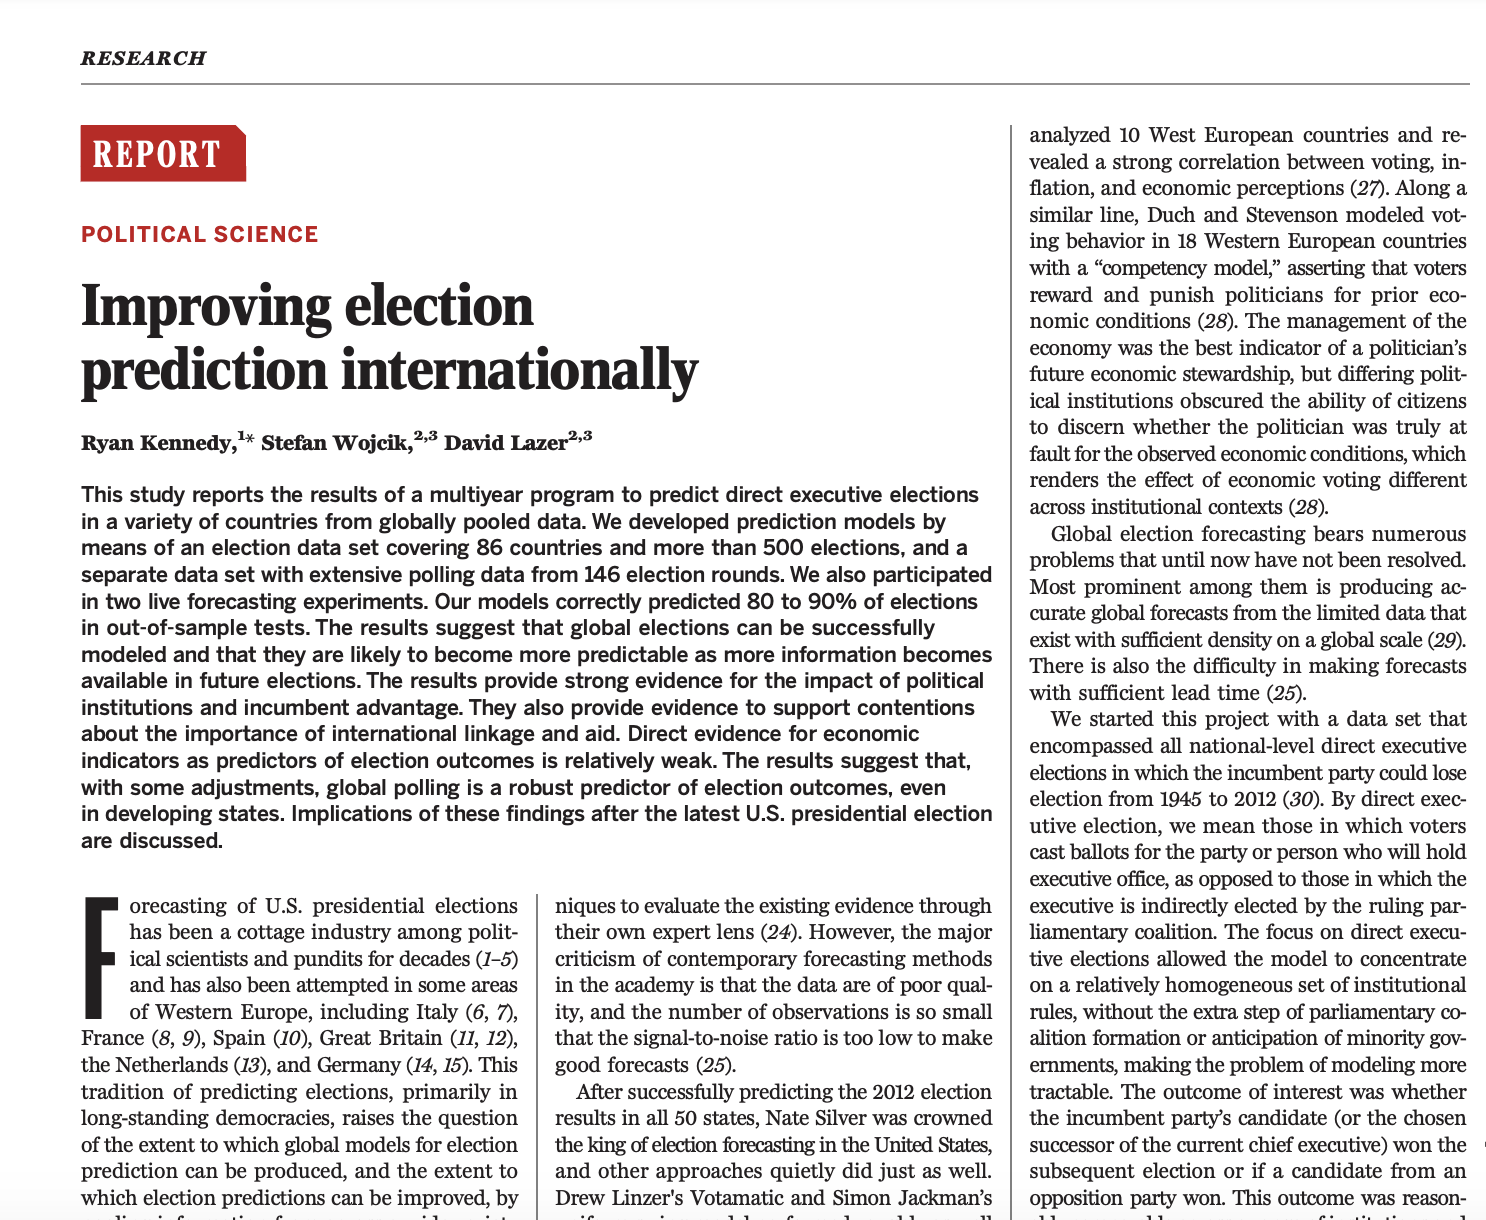 RESEARCH
REPORT
POLITICAL SCIENCE
Improving election
prediction internationally
Ryan Kennedy,1* Stefan Wojcik,2,3 David Lazer2,3
This study reports the results of a multiyear program to predict direct executive elections
in a variety of countries from globally pooled data. We developed prediction models by
means of an election data set covering 86 countries and more than 500 elections, and a
separate data set with extensive polling data from 146 election rounds. We also participated
in two live forecasting experiments. Our models correctly predicted 80 to 90% of elections
in out-of-sample tests. The results suggest that global elections can be successfully
modeled and that they are likely to become more predictable as more information becomes
available in future elections. The results provide strong evidence for the impact of political
institutions and incumbent advantage. They also provide evidence to support contentions
about the importance of international linkage and aid. Direct evidence for economic
indicators as predictors of election outcomes is relatively weak. The results suggest that,
with some adjustments, global polling is a robust predictor of election outcomes, even
in developing states. Implications of these findings after the latest U.S. presidential election
are discussed.
Forecasting of U.S. presidential elections
has been a cottage industry among polit-
ical scientists and pundits for decades (1–5)
and has also been attempted in some areas
of Western Europe, including Italy (6, 7),
France (8, 9), Spain (10), Great Britain (11, 12),
the Netherlands (13), and Germany (14, 15). This
tradition of predicting elections, primarily in
long-standing democracies, raises the question
of the extent to which global models for election
prediction can be produced, and the extent to
which election predictions can be improved, by
niques to evaluate the existing evidence through
their own expert lens (24). However, the major
criticism of contemporary forecasting methods
in the academy is that the data are of poor qual-
ity, and the number of observations is so small
that the signal-to-noise ratio is too low to make
good forecasts (25).
After successfully predicting the 2012 election
results in all 50 states, Nate Silver was crowned
the king of election forecasting in the United States,
and other approaches quietly did just as well.
Drew Linzer's Votamatic and Simon Jackman's
analyzed 10 West European countries and re-
vealed a strong correlation between voting, in-
flation, and economic perceptions (27). Along a
similar line, Duch and Stevenson modeled vot-
ing behavior in 18 Western European countries
with a “competency model,” asserting that voters
reward and punish politicians for prior eco-
nomic conditions (28). The management of the
economy was the best indicator of a politician’s
future economic stewardship, but differing polit-
ical institutions obscured the ability of citizens
to discern whether the politician was truly at
fault for the observed economic conditions, which
renders the effect of economic voting different
across institutional contexts (28).
Global election forecasting bears numerous
problems that until now have not been resolved.
Most prominent among them is producing ac-
curate global forecasts from the limited data that
exist with sufficient density on a global scale (29).
There is also the difficulty in making forecasts
with sufficient lead time (25).
We started this project with a data set that
encompassed all national-level direct executive
elections in which the incumbent party could lose
election from 1945 to 2012 (30). By direct exec-
utive election, we mean those in which voters
cast ballots for the party or person who will hold
executive office, as opposed to those in which the
executive is indirectly elected by the ruling par-
liamentary coalition. The focus on direct execu-
tive elections allowed the model to concentrate
on a relatively homogeneous set of institutional
rules, without the extra step of parliamentary co-
alition formation or anticipation of minority gov-
ernments, making the problem of modeling more
tractable. The outcome of interest was whether
the incumbent party’s candidate (or the chosen
successor of the current chief executive) won the
subsequent election or if a candidate from an
opposition party won. This outcome was reason-